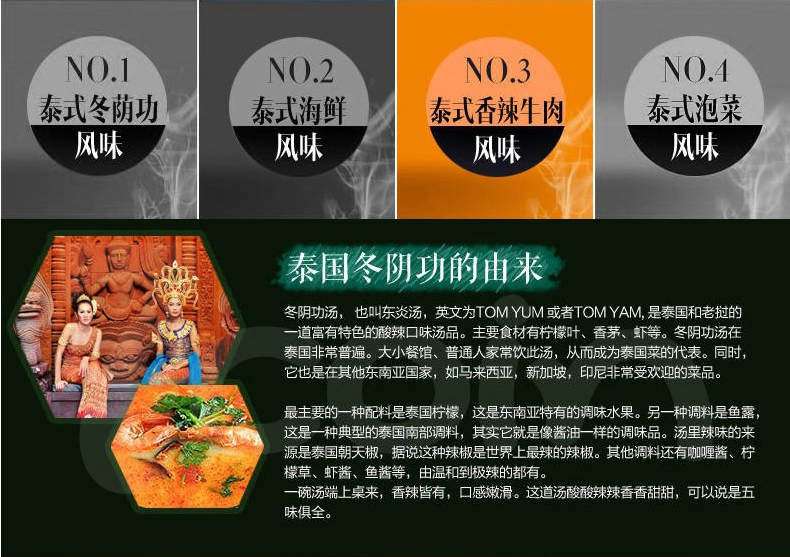 NO.1
泰式冬荫功
风味
NO.2
泰式海鲜
风味
NO.3
泰式香辣牛肉
风味
NO.4
泰式泡菜
风味
泰国冬阴功的由来
冬阴功汤， 也叫东炎汤，英文为TOM YUM 或者TOM YAM, 是泰国和老挝的
一道富有特色的酸辣口味汤品。主要食材有柠檬叶、香茅、虾等。冬阴功汤在
泰国非常普遍。大小餐馆、普通人家常饮此汤，从而成为泰国菜的代表。同时，
它也是在其他东南亚国家，如马来西亚，新加坡，印尼非常受欢迎的菜品。
最主要的一种配料是泰国柠檬，这是东南亚特有的调味水果。另一种调料是鱼露，
这是一种典型的泰国南部调料，其实它就是像酱油一样的调味品。汤里辣味的来
源是泰国朝天椒，据说这种辣椒是世界上最辣的辣椒。其他调料还有咖喱酱、柠
檬草、虾酱、鱼酱等，由温和到极辣的都有。
一碗汤端上桌来，香辣皆有，口感嫩滑。这道汤酸酸辣辣香香甜甜，可以说是五
味俱全。